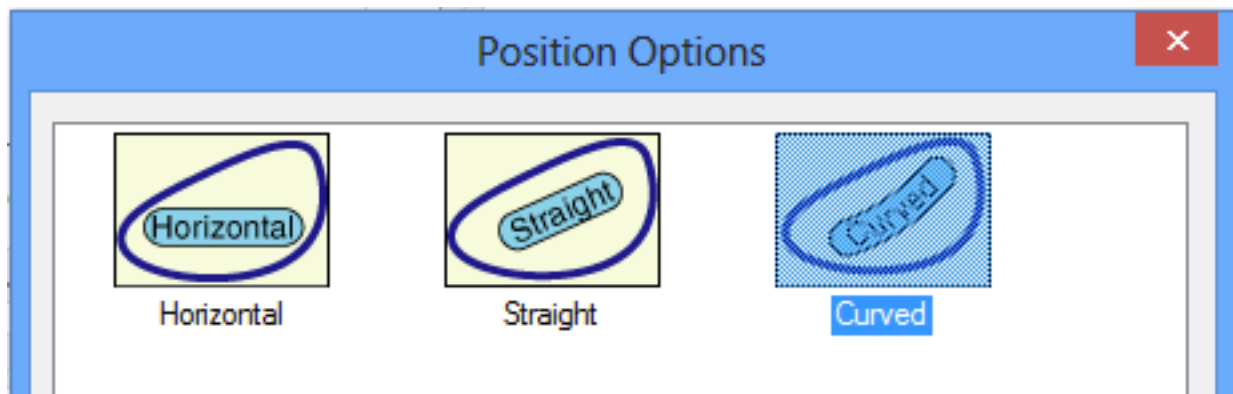 Position Options
Horizontal
Straight
Curved
Horizontal
Straight
Curved